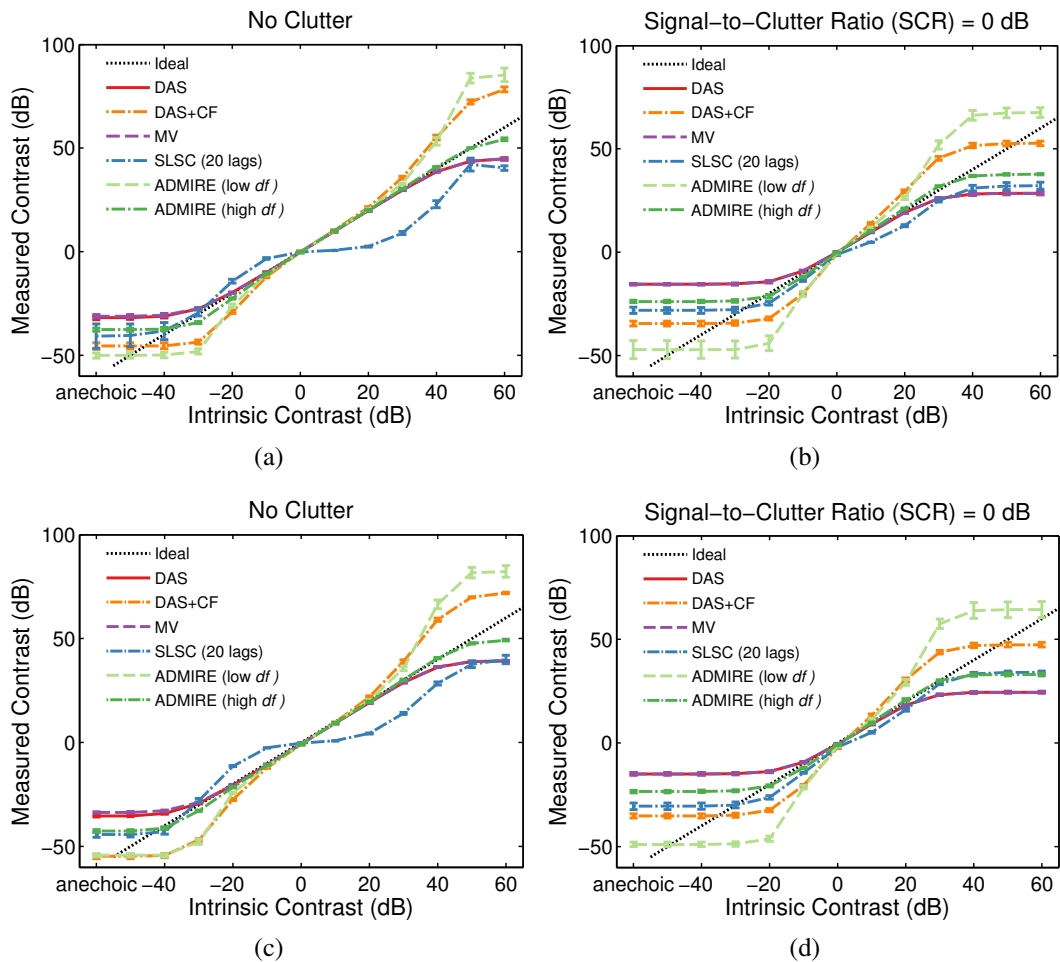 No Clutter
100
50
0
−50
Measured Contrast (dB)
Ideal
DAS
DAS+CF
MV
SLSC (20 lags)
ADMIRE (low df)
ADMIRE (high df)
anechoic −40 −20 0 20 40 60
Intrinsic Contrast (dB)
(a)
Signal−to−Clutter Ratio (SCR) = 0 dB
100
50
0
−50
Measured Contrast (dB)
Ideal
DAS
DAS+CF
MV
SLSC (20 lags)
ADMIRE (low df)
ADMIRE (high df)
anechoic −40 −20 0 20 40 60
Intrinsic Contrast (dB)
(b)
No Clutter
100
50
0
−50
Measured Contrast (dB)
Ideal
DAS
DAS+CF
MV
SLSC (20 lags)
ADMIRE (low df)
ADMIRE (high df)
anechoic −40 −20 0 20 40 60
Intrinsic Contrast (dB)
(c)
Signal−to−Clutter Ratio (SCR) = 0 dB
100
50
0
−50
Measured Contrast (dB)
Ideal
DAS
DAS+CF
MV
SLSC (20 lags)
ADMIRE (low df)
ADMIRE (high df)
anechoic −40 −20 0 20 40 60
Intrinsic Contrast (dB)
(d)